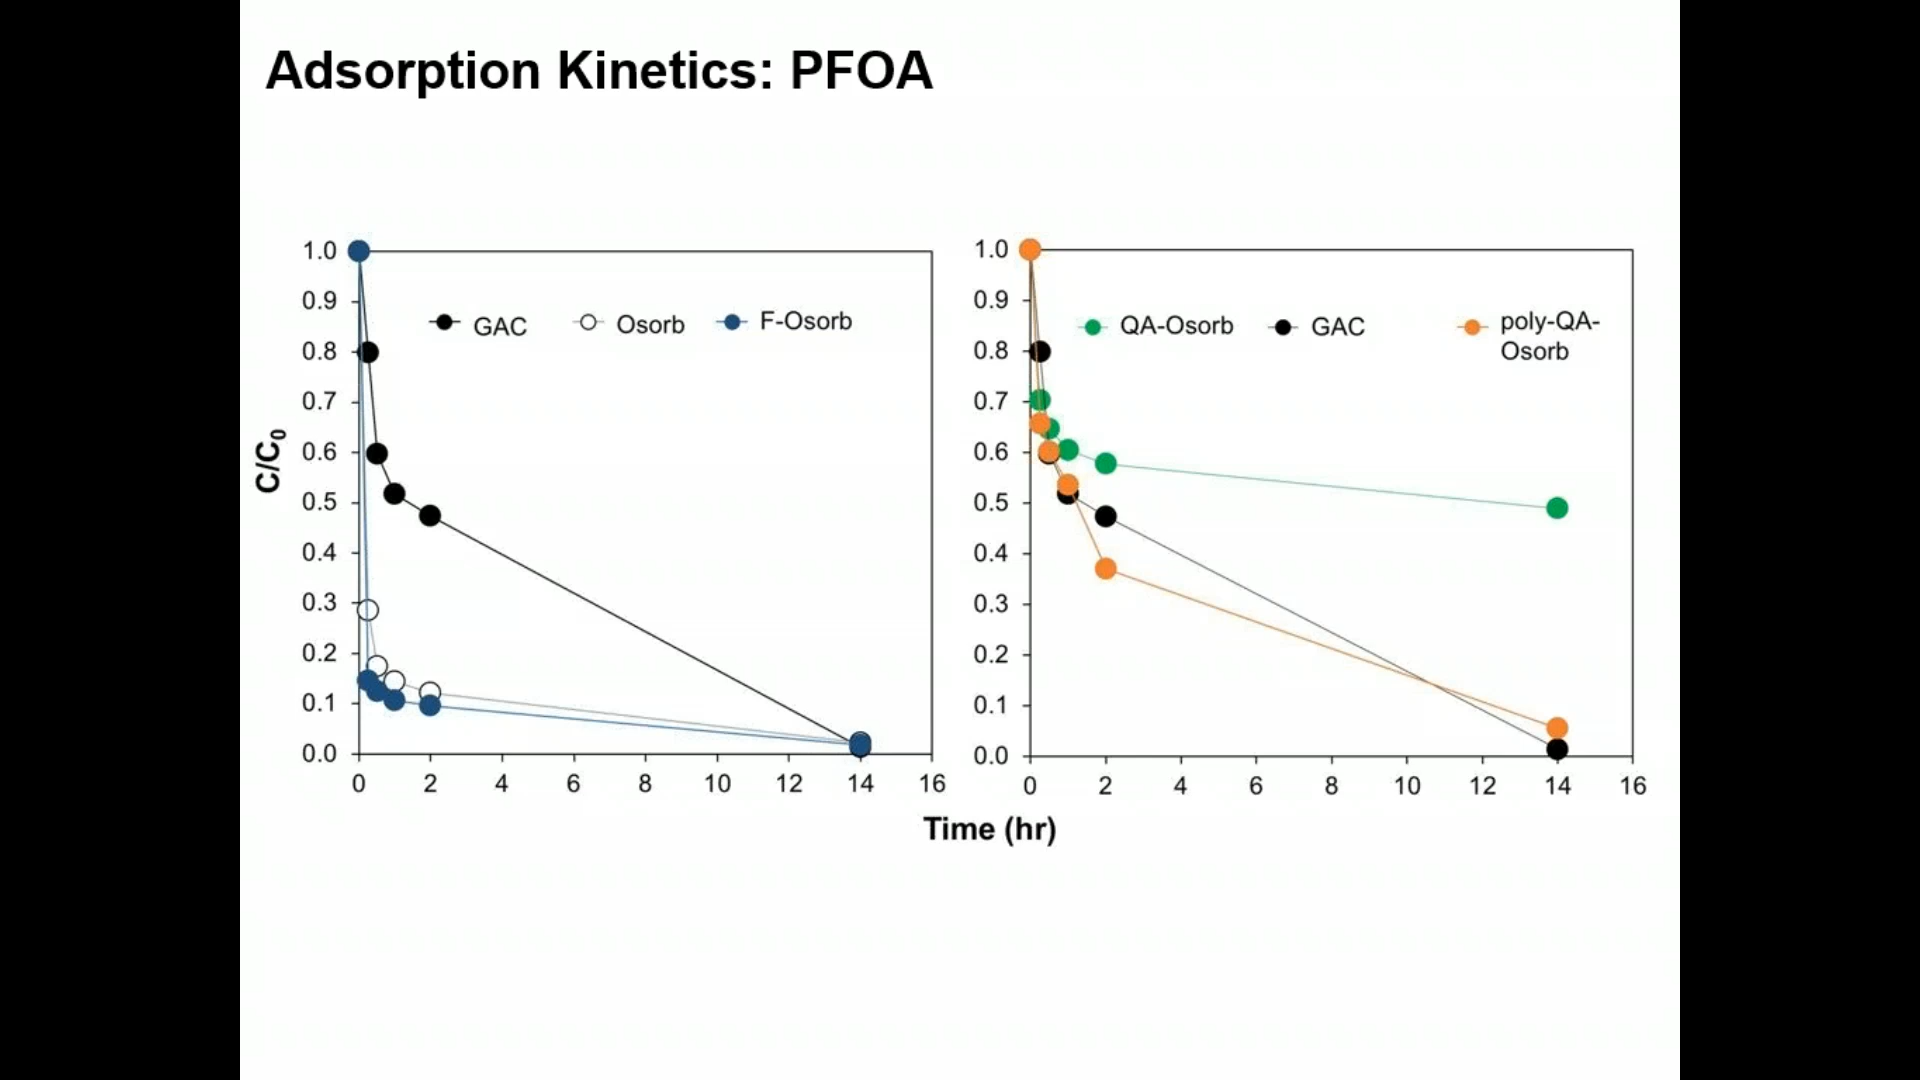 Adsorption Kinetics: PFOA
C/C0
1.0
0.9
0.8
0.7
0.6
0.5
0.4
0.3
0.2
0.1
0.0
GAC
Osorb
F-Osorb
0 2 4 6 8 10 12 14 16
1.0
0.9
0.8
0.7
0.6
0.5
0.4
0.3
0.2
0.1
0.0
QA-Osorb
GAC
poly-QA-
Osorb
0 2 4 6 8 10 12 14 16
Time (hr)